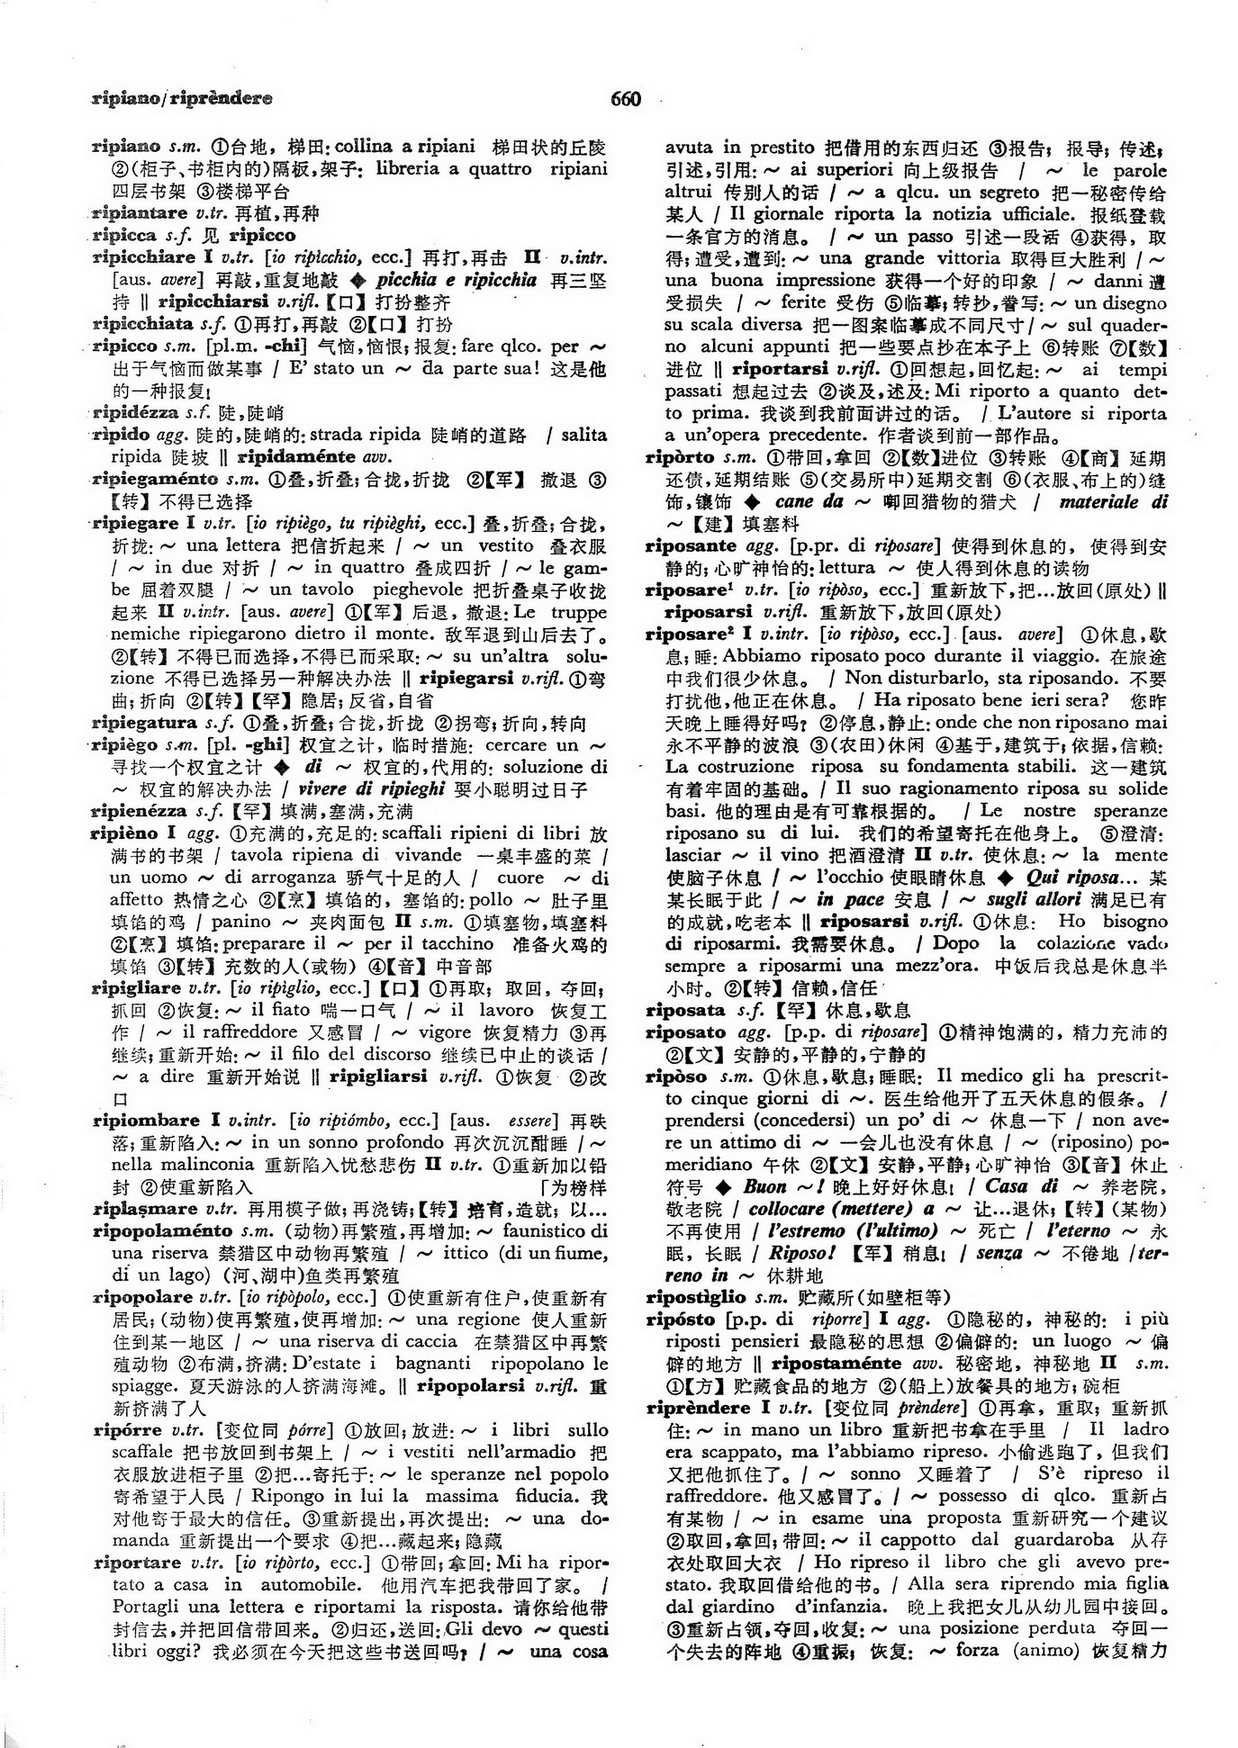 ripiano/riprèndere
660
ripiano s.m. ①台地，梯田: collina a ripiani 梯田状的丘陵
②(柜子、书柜内的)隔板,架子: libreria a quattro ripiani
四层书架 ③楼梯平台
ripiantare v.tr. 再植,再种
ripicca s.f. 见 ripicco
ripicchiare I v.tr. [io ripìcchio, ecc.] 再打,再击 II v.intr.
[aus. avere] 再敲,重复地敲 ◆ picchia e ripicchia 再三坚
持 ‖ ripicchiarsi v.rifl.【口】打扮整齐
ripicchiata s.f. ①再打,再敲 ②【口】打扮
ripicco s.m. [pl.m. -chi] 气恼,恼恨; 报复: fare qlco. per ～
出于气恼而做某事 / E' stato un ～ da parte sua! 这是他
的一种报复!
ripidézza s.f. 陡,陡峭
rìpido agg. 陡的,陡峭的: strada ripida 陡峭的道路 / salita
ripida 陡坡 ‖ ripidaménte avv.
ripiegaménto s.m. ①叠,折叠; 合拢,折拢 ②【军】 撤退 ③
【转】不得已选择
ripiegare I v.tr. [io ripiègo, tu ripièghi, ecc.] 叠,折叠; 合拢,
折拢: ～ una lettera 把信折起来 / ～ un vestito 叠衣服
/ ～ in due 对折 / ～ in quattro 叠成四折 / ～ le gam-
be 屈着双腿 / ～ un tavolo pieghevole 把折叠桌子收拢
起来 II v.intr. [aus. avere] ①【军】后退，撤退: Le truppe
nemiche ripiegarono dietro il monte. 敌军退到山后去了。
②【转】不得已而选择,不得已而采取: ～ su un'altra solu-
zione 不得已选择另一种解决办法 ‖ ripiegarsi v.rifl. ①弯
曲; 折向 ②【转】【罕】隐居; 反省,自省
ripiegatura s.f. ①叠,折叠; 合拢,折拢 ②拐弯; 折向,转向
ripiègo s.m. [pl. -ghi] 权宜之计，临时措施: cercare un ～
寻找一个权宜之计 ◆ di ～ 权宜的,代用的: soluzione di
～ 权宜的解决办法 / vivere di ripieghi 耍小聪明过日子
ripienézza s.f.【罕】填满,塞满,充满
ripièno I agg. ①充满的,充足的: scaffali ripieni di libri 放
满书的书架 / tavola ripiena di vivande 一桌丰盛的菜 /
un uomo ～ di arroganza 骄气十足的人 / cuore ～ di
affetto 热情之心 ②【烹】填馅的，塞馅的: pollo ～ 肚子里
填馅的鸡 / panino ～ 夹肉面包 II s.m. ①填塞物,填塞料
②【烹】填馅: preparare il ～ per il tacchino 准备火鸡的
填馅 ③【转】充数的人(或物) ④【音】中音部
ripigliare v.tr. [io ripìglio, ecc.]【口】①再取; 取回, 夺回;
抓回 ②恢复: ～ il fiato 喘一口气 / ～ il lavoro 恢复工
作 / ～ il raffreddore 又感冒 / ～ vigore 恢复精力 ③再
继续; 重新开始: ～ il filo del discorso 继续已中止的谈话 /
～ a dire 重新开始说 ‖ ripigliarsi v.rifl. ①恢复 ②改
口
ripiombare I v.intr. [io ripiómbo, ecc.] [aus. essere] 再跌
落; 重新陷入: ～ in un sonno profondo 再次沉沉酣睡 / ～
nella malinconia 重新陷入忧愁悲伤 II v.tr. ①重新加以铅
封 ②使重新陷入 「为榜样
riplaşmare v.tr. 再用模子做; 再浇铸;【转】培育,造就; 以...
ripopolaménto s.m. (动物)再繁殖,再增加: ～ faunistico di
una riserva 禁猎区中动物再繁殖 / ～ ittico (di un fiume,
di un lago) (河、湖中)鱼类再繁殖
ripopolare v.tr. [io ripòpolo, ecc.] ①使重新有住户,使重新有
居民; (动物)使再繁殖,使再增加: ～ una regione 使人重新
住到某一地区 / ～ una riserva di caccia 在禁猎区中再繁
殖动物 ②布满,挤满: D'estate i bagnanti ripopolano le
spiagge. 夏天游泳的人挤满海滩。‖ ripopolarsi v.rifl. 重
新挤满了人
ripórre v.tr. [变位同 pórre] ①放回; 放进: ～ i libri sullo
scaffale 把书放回到书架上 / ～ i vestiti nell'armadio 把
衣服放进柜子里 ②把...寄托于: ～ le speranze nel popolo
寄希望于人民 / Ripongo in lui la massima fiducia. 我
对他寄于最大的信任。③重新提出,再次提出: ～ una do-
manda 重新提出一个要求 ④把...藏起来; 隐藏
riportare v.tr. [io ripòrto, ecc.] ①带回; 拿回: Mi ha ripor-
tato a casa in automobile. 他用汽车把我带回了家。 /
Portagli una lettera e riportami la risposta. 请你给他带
封信去,并把回信带回来。②归还,送回: Gli devo ～ questi
libri oggi? 我必须在今天把这些书送回吗? / ～ una cosa
avuta in prestito 把借用的东西归还 ③报告; 报导; 传述;
引述,引用: ～ ai superiori 向上级报告 / ～ le parole
altrui 传别人的话 / ～ a qlcu. un segreto 把一秘密传给
某人 / Il giornale riporta la notizia ufficiale. 报纸登载
一条官方的消息。 / ～ un passo 引述一段话 ④获得，取
得; 遭受,遭到: ～ una grande vittoria 取得巨大胜利 / ～
una buona impressione 获得一个好的印象 / ～ danni 遭
受损失 / ～ ferite 受伤 ⑤临摹; 转抄,誊写: ～ un disegno
su scala diversa 把一图案临摹成不同尺寸 / ～ sul quader-
no alcuni appunti 把一些要点抄在本子上 ⑥转账 ⑦【数】
进位 ‖ riportarsi v.rifl. ①回想起,回忆起: ～ ai tempi
passati 想起过去 ②谈及,述及: Mi riporto a quanto det-
to prima. 我谈到我前面讲过的话。 / L'autore si riporta
a un'opera precedente. 作者谈到前一部作品。
ripòrto s.m. ①带回,拿回 ②【数】进位 ③转账 ④【商】延期
还债,延期结账 ⑤(交易所中)延期交割 ⑥(衣服、布上的)缝
饰,镶饰 ◆ cane da ～ 啣回猎物的猎犬 / materiale di
～【建】填塞料
riposante agg. [p.pr. di riposare] 使得到休息的，使得到安
静的; 心旷神怡的: lettura ～ 使人得到休息的读物
riposare¹ v.tr. [io ripòso, ecc.] 重新放下,把...放回(原处) ‖
riposarsi v.rifl. 重新放下,放回(原处)
riposare² I v.intr. [io ripòso, ecc.] [aus. avere] ①休息,歇
息; 睡: Abbiamo riposato poco durante il viaggio. 在旅途
中我们很少休息。 / Non disturbarlo, sta riposando. 不要
打扰他,他正在休息。 / Ha riposato bene ieri sera? 您昨
天晚上睡得好吗? ②停息,静止: onde che non riposano mai
永不平静的波浪 ③(农田)休闲 ④基于,建筑于; 依据,信赖:
La costruzione riposa su fondamenta stabili. 这一建筑
有着牢固的基础。/ Il suo ragionamento riposa su solide
basi. 他的理由是有可靠根据的。 / Le nostre speranze
riposano su di lui. 我们的希望寄托在他身上。 ⑤澄清:
lasciar ～ il vino 把酒澄清 II v.tr. 使休息: ～ la mente
使脑子休息 / ～ l'occhio 使眼睛休息 ◆ Qui riposa... 某
某长眠于此 / ～ in pace 安息 / ～ sugli allori 满足已有
的成就,吃老本 ‖ riposarsi v.rifl. ①休息: Ho bisogno
di riposarmi. 我需要休息。 / Dopo la colazione vado
sempre a riposarmi una mezz'ora. 中饭后我总是休息半
小时。②【转】信赖,信任
riposata s.f.【罕】休息,歇息
riposato agg. [p.p. di riposare] ①精神饱满的，精力充沛的
②【文】安静的,平静的,宁静的
ripòso s.m. ①休息,歇息; 睡眠: Il medico gli ha prescrit-
to cinque giorni di ～. 医生给他开了五天休息的假条。 /
prendersi (concedersi) un po' di ～ 休息一下 / non ave-
re un attimo di ～ 一会儿也没有休息 / ～ (riposino) po-
meridiano 午休 ②【文】安静,平静; 心旷神怡 ③【音】休止
符号 ◆ Buon ～! 晚上好好休息! / Casa di ～ 养老院,
敬老院 / collocare (mettere) a ～ 让...退休;【转】(某物)
不再使用 / l'estremo (l'ultimo) ～ 死亡 / l'eterno ～ 永
眠，长眠 / Riposo!【军】稍息! / senza ～ 不倦地 / ter-
reno in ～ 休耕地
ripostìglio s.m. 贮藏所(如壁柜等)
ripósto [p.p. di riporre] I agg. ①隐秘的，神秘的: i più
riposti pensieri 最隐秘的思想 ②偏僻的: un luogo ～ 偏
僻的地方 ‖ ripostaménte avv. 秘密地，神秘地 II s.m.
①【方】贮藏食品的地方 ②(船上)放餐具的地方; 碗柜
riprèndere I v.tr. [变位同 prèndere] ①再拿，重取; 重新抓
住: ～ in mano un libro 重新把书拿在手里 / Il ladro
era scappato, ma l'abbiamo ripreso. 小偷逃跑了，但我们
又把他抓住了。/ ～ sonno 又睡着了 / S'è ripreso il
raffreddore. 他又感冒了。/ ～ possesso di qlco. 重新占
有某物 / ～ in esame una proposta 重新研究一个建议
②取回,拿回; 带回: ～ il cappotto dal guardaroba 从存
衣处取回大衣 / Ho ripreso il libro che gli avevo pre-
stato. 我取回借给他的书。/ Alla sera riprendo mia figlia
dal giardino d'infanzia. 晚上我把女儿从幼儿园中接回。
③重新占领,夺回,收复: ～ una posizione perduta 夺回一
个失去的阵地 ④重振; 恢复: ～ forza (animo) 恢复精力